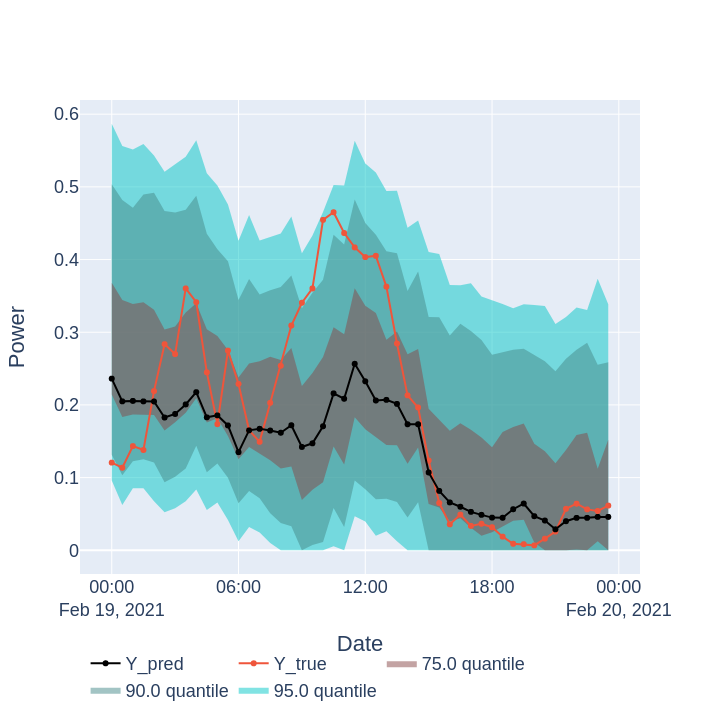 0.6
0.5
0.4
0.3
0.2
0.1
0
Power
00:00 06:00 12:00 18:00 00:00
Feb 19, 2021 Feb 20, 2021
Date
Y_pred Y_true 75.0 quantile
90.0 quantile 95.0 quantile